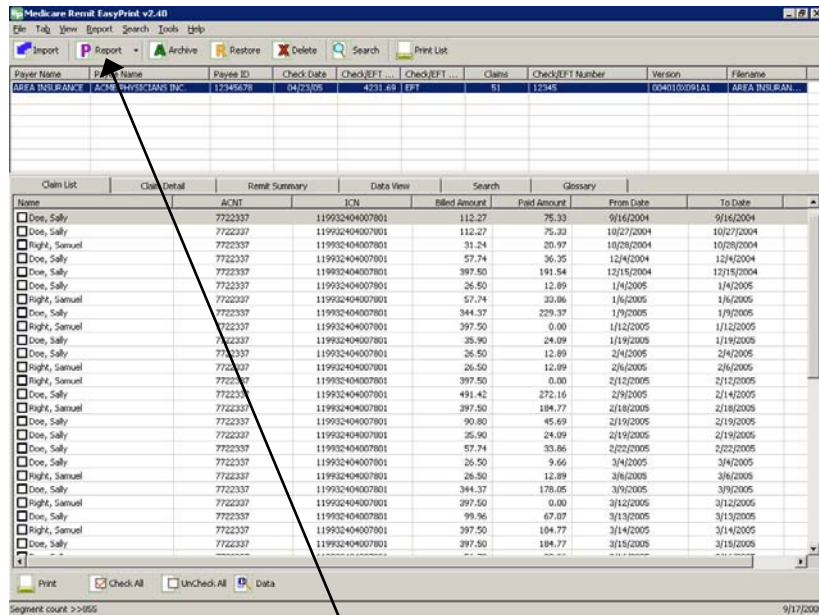 Medicare Remit EasyPrint v2.40
File Tab View Report Search Tools Help
Import Report Archive Restore Delete Search Print List
Payer Name Payee Name Payee ID Check Date Check/EFT ... Check/EFT ... Claims Check/EFT Number Version Filename
AREA INSURANCE ACME PHYSICIANS INC. 12345678 04/23/05 4231.69 EFT 51 12345 004010X091A1 AREA INSURAN...
Claim List Claim Detail Remit Summary Data View Search Glossary
Name ACNT ICN Billed Amount Paid Amount From Date To Date
Doe, Sally 7722337 119932404007801 112.27 75.33 9/16/2004 9/16/2004
Doe, Sally 7722337 119932404007801 112.27 75.33 10/27/2004 10/27/2004
Right, Samuel 7722337 119932404007801 31.24 20.97 10/28/2004 10/28/2004
Doe, Sally 7722337 119932404007801 57.74 36.35 12/4/2004 12/4/2004
Doe, Sally 7722337 119932404007801 397.50 191.54 12/15/2004 12/15/2004
Doe, Sally 7722337 119932404007801 26.50 12.89 1/4/2005 1/4/2005
Right, Samuel 7722337 119932404007801 57.74 33.86 1/6/2005 1/6/2005
Doe, Sally 7722337 119932404007801 344.37 229.37 1/9/2005 1/9/2005
Right, Samuel 7722337 119932404007801 397.50 0.00 1/12/2005 1/12/2005
Doe, Sally 7722337 119932404007801 35.90 24.09 1/19/2005 1/19/2005
Doe, Sally 7722337 119932404007801 26.50 12.89 2/4/2005 2/4/2005
Right, Samuel 7722337 119932404007801 26.50 12.89 2/6/2005 2/6/2005
Right, Samuel 7722337 119932404007801 397.50 0.00 2/12/2005 2/12/2005
Doe, Sally 7722337 119932404007801 491.42 272.16 2/9/2005 2/14/2005
Right, Samuel 7722337 119932404007801 397.50 184.77 2/18/2005 2/18/2005
Doe, Sally 7722337 119932404007801 90.80 45.69 2/19/2005 2/19/2005
Doe, Sally 7722337 119932404007801 35.90 24.09 2/19/2005 2/19/2005
Doe, Sally 7722337 119932404007801 57.74 33.86 2/22/2005 2/22/2005
Doe, Sally 7722337 119932404007801 26.50 9.66 3/4/2005 3/4/2005
Right, Samuel 7722337 119932404007801 26.50 12.89 3/6/2005 3/6/2005
Doe, Sally 7722337 119932404007801 344.37 178.05 3/9/2005 3/9/2005
Right, Samuel 7722337 119932404007801 397.50 0.00 3/12/2005 3/12/2005
Doe, Sally 7722337 119932404007801 99.96 67.07 3/13/2005 3/13/2005
Right, Samuel 7722337 119932404007801 397.50 184.77 3/14/2005 3/14/2005
Doe, Sally 7722337 119932404007801 397.50 184.77 3/15/2005 3/15/2005
Print Check All UnCheck All Data
Segment count >>855 9/17/200